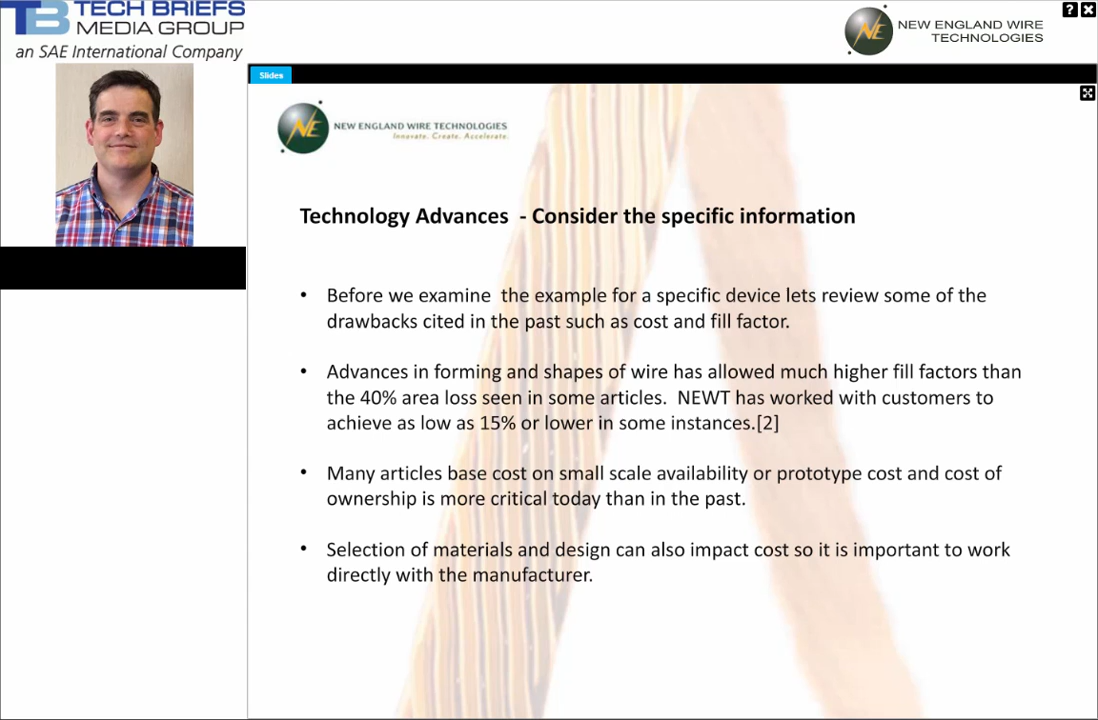 TB TECH BRIEFS
MEDIA GROUP
an SAE International Company
NE NEW ENGLAND WIRE
TECHNOLOGIES
?
Slides
NE NEW ENGLAND WIRE TECHNOLOGIES
Innovate. Create. Accelerate.
Technology Advances - Consider the specific information
• Before we examine the example for a specific device lets review some of the
drawbacks cited in the past such as cost and fill factor.
• Advances in forming and shapes of wire has allowed much higher fill factors than
the 40% area loss seen in some articles. NEWT has worked with customers to
achieve as low as 15% or lower in some instances.[2]
• Many articles base cost on small scale availability or prototype cost and cost of
ownership is more critical today than in the past.
• Selection of materials and design can also impact cost so it is important to work
directly with the manufacturer.